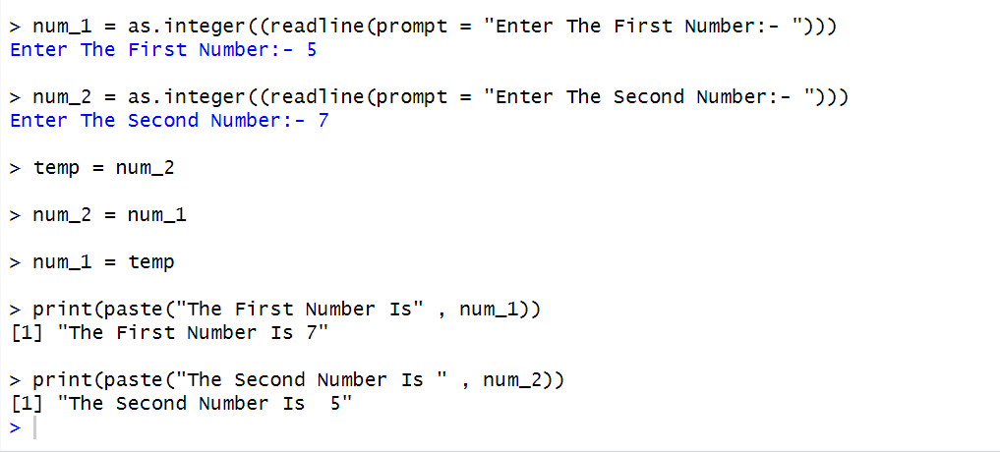 > num_1 = as.integer((readline(prompt = "Enter The First Number:- ")))
Enter The First Number:- 5
> num_2 = as.integer((readline(prompt = "Enter The Second Number:- ")))
Enter The Second Number:- 7
> temp = num_2
> num_2 = num_1
> num_1 = temp
> print(paste("The First Number Is" , num_1))
[1] "The First Number Is 7"
> print(paste("The Second Number Is " , num_2))
[1] "The Second Number Is  5"
>